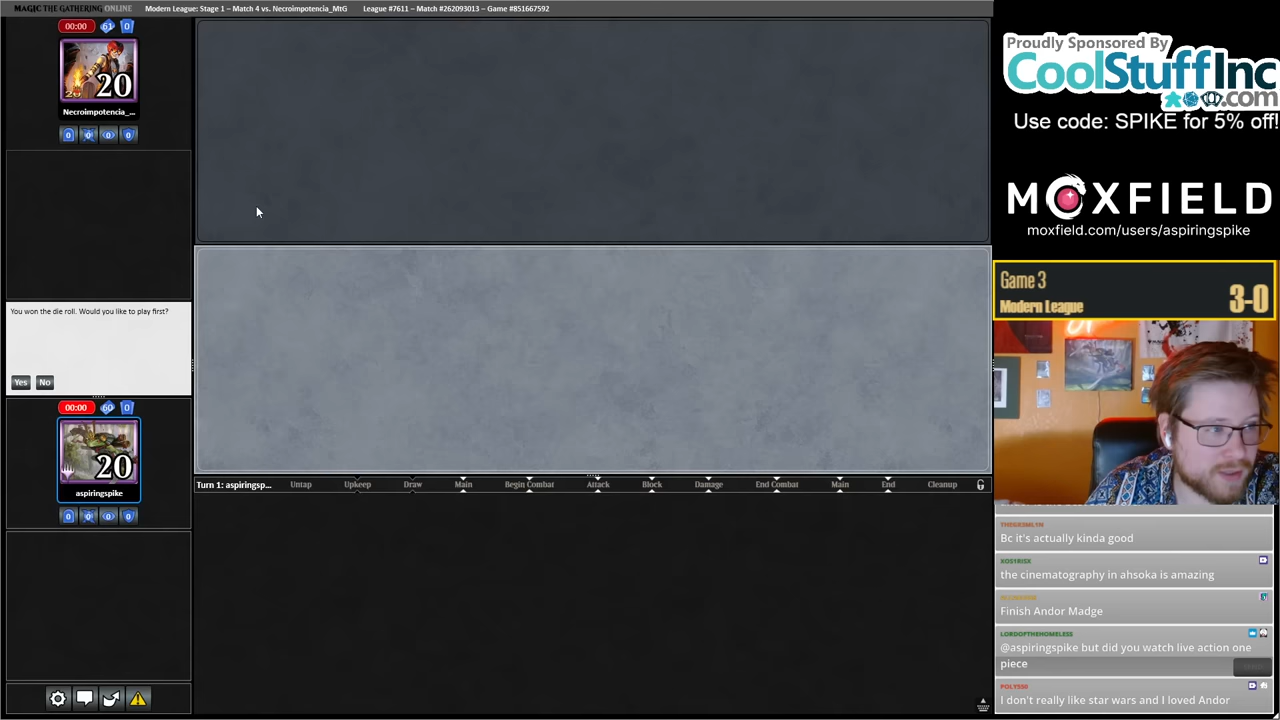 MAGIC THE GATHERING ONLINE
Modern League: Stage 1 – Match 4 vs. Necroimpotencia_MtG
League #7611 – Match #262093013 – Game #851667592
00:00
61
0
20
Necroimpotencia_...
0
0
0
0
You won the die roll. Would you like to play first?
Yes
No
00:00
60
0
20
aspiringspike
0
0
0
0
Turn 1: aspiringsp...
Untap
Upkeep
Draw
Main
Begin Combat
Attack
Block
Damage
End Combat
Main
End
Cleanup
Proudly Sponsored By
CoolStuffInc
.com
Use code: SPIKE for 5% off!
MOXFIELD
moxfield.com/users/aspiringspike
Game 3
Modern League
3-0
Bc it's actually kinda good
the cinematography in ahsoka is amazing
Finish Andor Madge
LORDOFTHEHOMELESS
@aspiringspike but did you watch live action one
piece
I don't really like star wars and I loved Andor